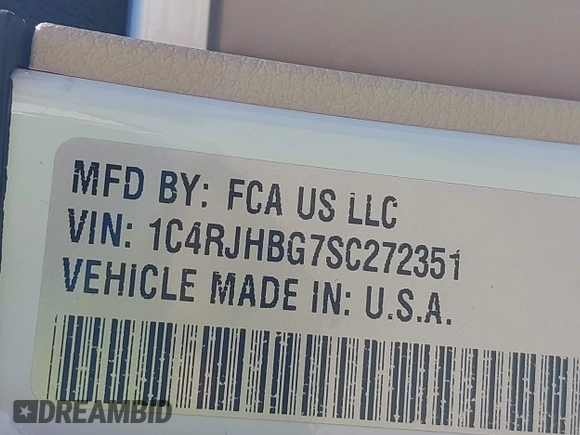 MFD BY: FCA US LLC
VIN: 1C4RJHBG7SC272351
VEHICLE MADE IN: U.S.A.
DREAMBID